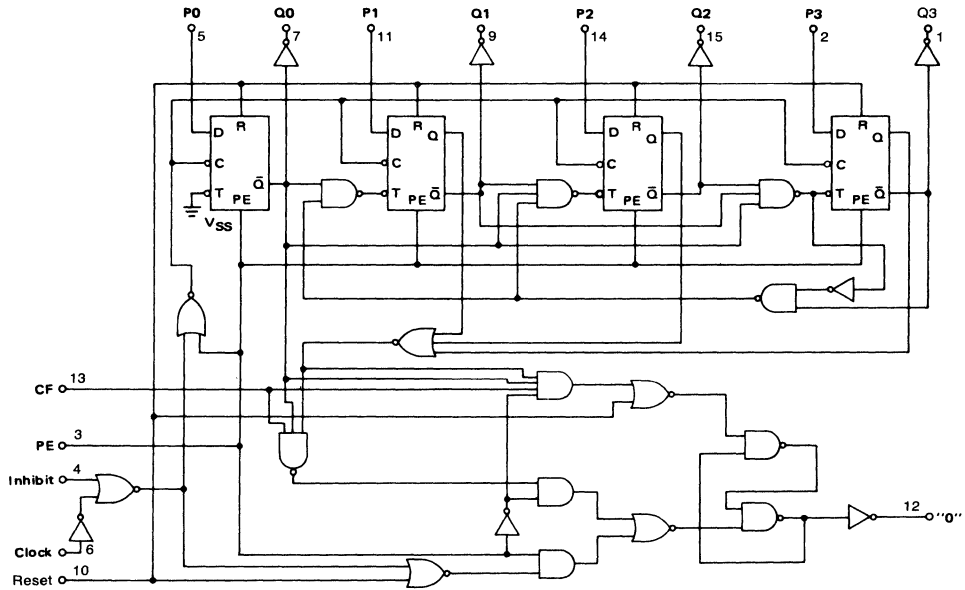 P0 Q0 P1 Q1 P2 Q2 P3 Q3
5 7 11 9 14 15 2 1
R R R R
D D Q D Q D Q
C C C C
T Q̄ T Q̄ T Q̄ T Q̄
PE PE PE PE
VSS
CF 13
PE 3
Inhibit 4
12 "0"
Clock 6
Reset 10